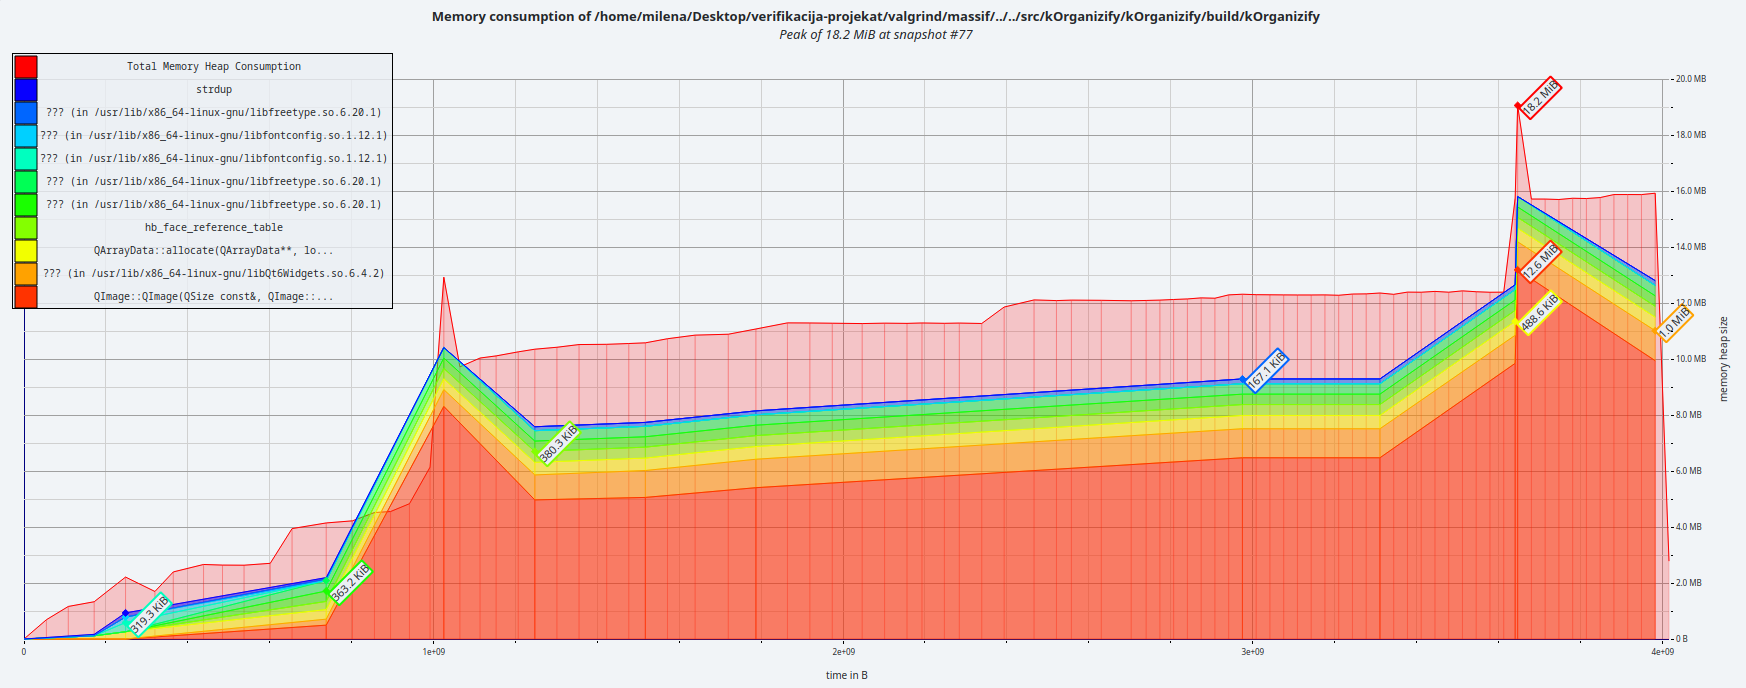 Memory consumption of /home/milena/Desktop/verifikacija-projekat/valgrind/massif/../../src/kOrganizify/kOrganizify/build/kOrganizify
Peak of 18.2 MiB at snapshot #77
Total Memory Heap Consumption
strdup
??? (in /usr/lib/x86_64-linux-gnu/libfreetype.so.6.20.1)
??? (in /usr/lib/x86_64-linux-gnu/libfontconfig.so.1.12.1)
??? (in /usr/lib/x86_64-linux-gnu/libfontconfig.so.1.12.1)
??? (in /usr/lib/x86_64-linux-gnu/libfreetype.so.6.20.1)
??? (in /usr/lib/x86_64-linux-gnu/libfreetype.so.6.20.1)
hb_face_reference_table
QArrayData::allocate(QArrayData**, lo...
??? (in /usr/lib/x86_64-linux-gnu/libQt6Widgets.so.6.4.2)
QImage::QImage(QSize const&, QImage::...
18.2 MiB
12.6 MiB
488.6 KiB
1.0 MiB
167.1 KiB
380.3 KiB
363.2 KiB
319.3 KiB
20.0 MB
18.0 MB
16.0 MB
14.0 MB
12.0 MB
10.0 MB
8.0 MB
6.0 MB
4.0 MB
2.0 MB
0 B
memory heap size
0
1e+09
2e+09
3e+09
4e+09
time in B